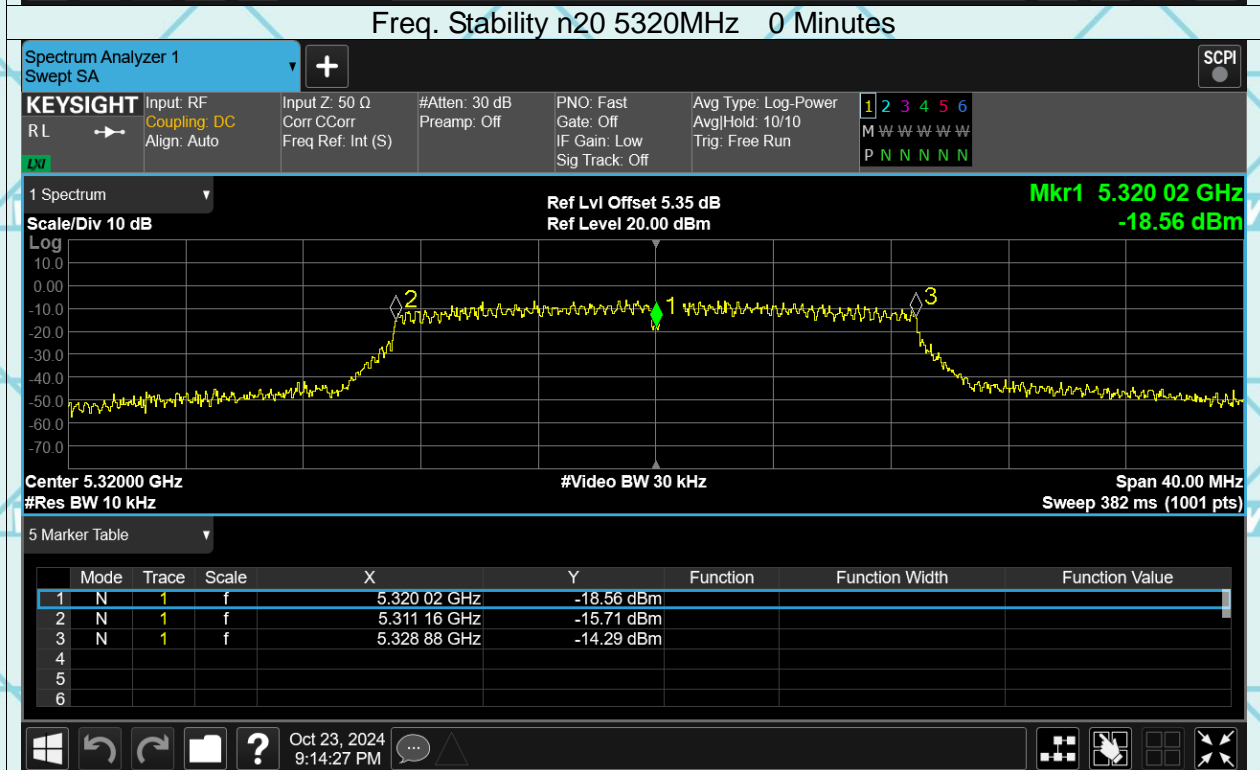 Freq. Stability n20 5320MHz 0 Minutes
Spectrum Analyzer 1
Swept SA
+
SCPI
KEYSIGHT Input: RF Input Z: 50 Ω #Atten: 30 dB PNO: Fast Avg Type: Log-Power 1 2 3 4 5 6
R L Coupling: DC Corr CCorr Preamp: Off Gate: Off Avg|Hold: 10/10 M W W W W W
Align: Auto Freq Ref: Int (S) IF Gain: Low Trig: Free Run P N N N N N
LXI Sig Track: Off
1 Spectrum Ref Lvl Offset 5.35 dB Mkr1 5.320 02 GHz
Scale/Div 10 dB Ref Level 20.00 dBm -18.56 dBm
Log
10.0
0.00
-10.0
-20.0
-30.0
-40.0
-50.0
-60.0
-70.0
2
1
3
Center 5.32000 GHz #Video BW 30 kHz Span 40.00 MHz
#Res BW 10 kHz Sweep 382 ms (1001 pts)
5 Marker Table
Mode Trace Scale X Y Function Function Width Function Value
1 N 1 f 5.320 02 GHz -18.56 dBm
2 N 1 f 5.311 16 GHz -15.71 dBm
3 N 1 f 5.328 88 GHz -14.29 dBm
4
5
6
? Oct 23, 2024
9:14:27 PM